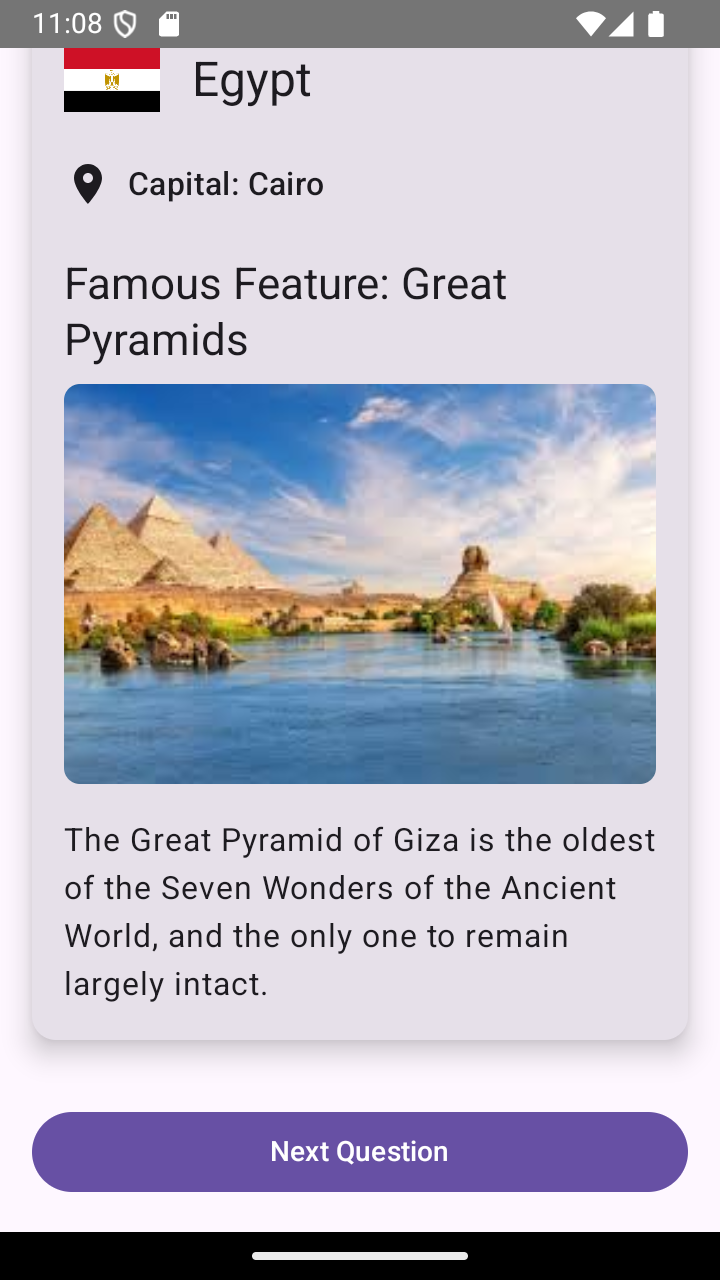 11:08
Egypt
Capital: Cairo
Famous Feature: Great
Pyramids
The Great Pyramid of Giza is the oldest
of the Seven Wonders of the Ancient
World, and the only one to remain
largely intact.
Next Question